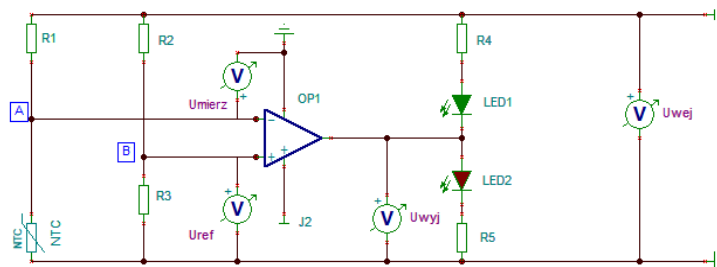 R1
R2
R4
V
Umierz
OP1
LED1
A
V
Uwej
B
LED2
R3
V
Uref
J2
V
Uwyj
NTC
NTC
R5